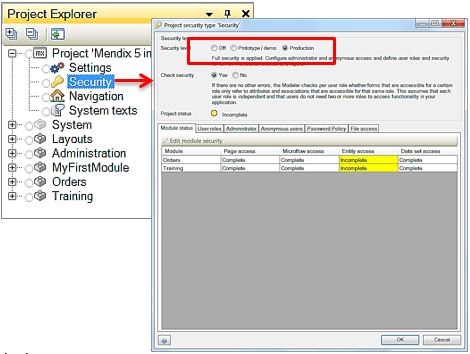 Project Explorer
Project 'Mendix 5 in
Settings
Security
Navigation
System texts
System
Layouts
Administration
MyFirstModule
Orders
Training
Project security type 'Security'
Security level
Security level
Off
Prototype / demo
Production
Full security is applied. Configure administrator and anonymous access and define user roles and security
Check security
Yes
No
If there are no other errors, the Modeler checks per user role whether forms that are accessible for a certain
role only refer to attributes and associations that are accessible for that same role. This assumes that each
user role is independent and that users do not need two or more roles to access functionality in your
application.
Project status
Incomplete
Module status
User roles
Administrator
Anonymous users
Password Policy
File access
Edit module security
Module
Page access
Microflow access
Entity access
Data set access
Orders
Complete
Complete
Incomplete
Complete
Training
Complete
Complete
Incomplete
Complete
OK
Cancel